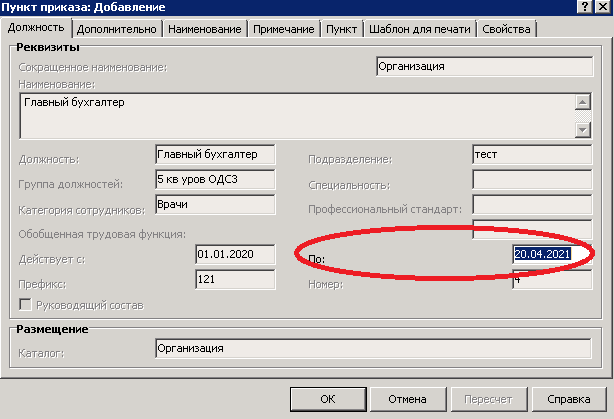 Пункт приказа: Добавление
Должность Дополнительно Наименование Примечание Пункт Шаблон для печати Свойства
Реквизиты
Сокращенное наименование: Организация
Наименование:
Главный бухгалтер
Должность: Главный бухгалтер Подразделение: тест
Группа должностей: 5 кв уров ОДСЗ Специальность:
Категория сотрудников: Врачи Профессиональный стандарт:
Обобщенная трудовая функция:
Действует с: 01.01.2020 По: 20.04.2021
Префикс: 121 Номер: 4
Руководящий состав
Размещение
Каталог: Организация
ОК Отмена Пересчет Справка